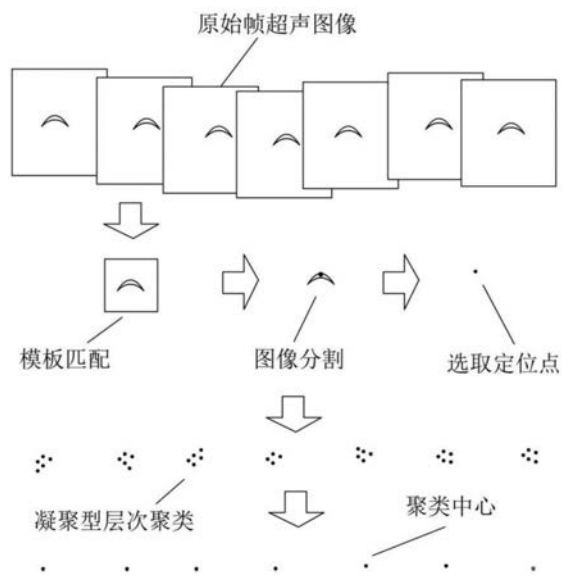 原始帧超声图像
模板匹配
图像分割
选取定位点
凝聚型层次聚类
聚类中心